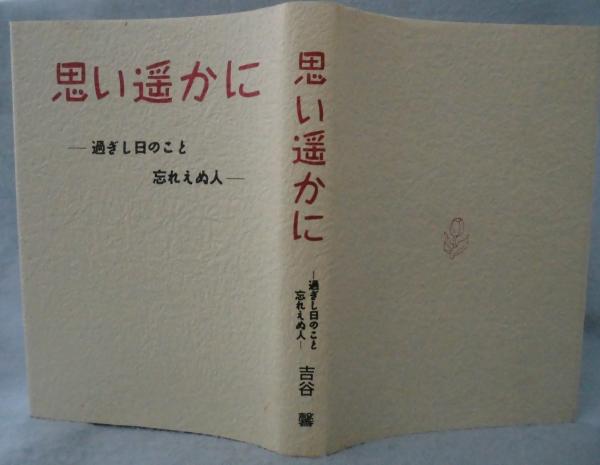 思い遥かに
―過ぎし日のこと
忘れえぬ人―
思い遥かに
―過ぎし日のこと
忘れえぬ人―
吉谷 馨